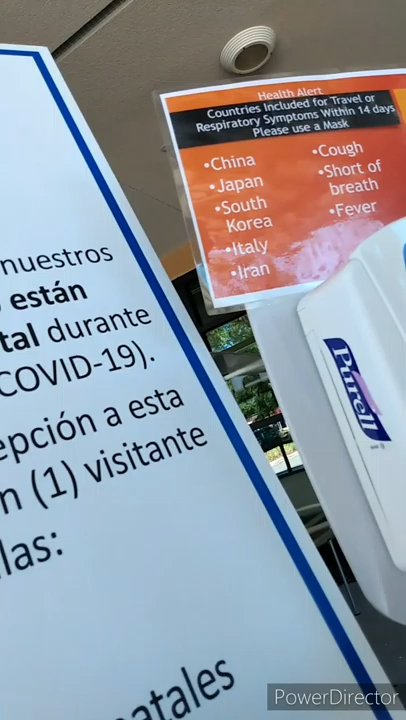 nuestros
están
tal durante
COVID-19).
epción a esta
n (1) visitante
las:
natales
Health Alert
Countries Included for Travel or
Respiratory Symptoms Within 14 days
Please use a Mask
•China
•Japan
•South
Korea
•Italy
•Iran
•Cough
•Short of
breath
•Fever
Purell
PowerDirector